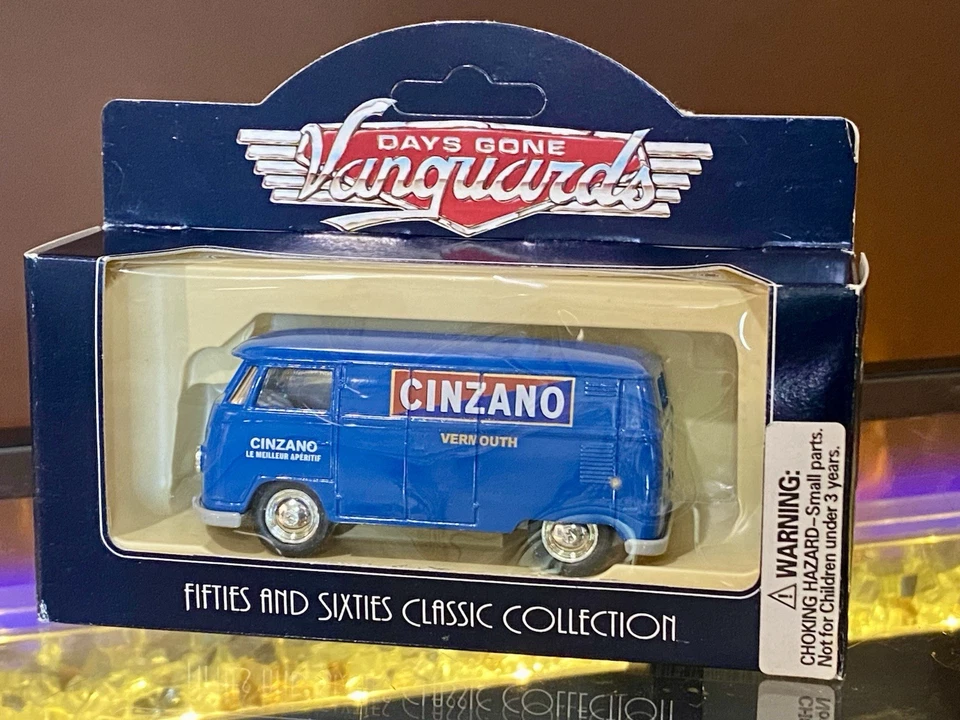 DAYS GONE
Vanguards
CINZANO
VERMOUTH
CINZANO
LE MEILLEUR APÉRITIF
FIFTIES AND SIXTIES CLASSIC COLLECTION
WARNING:
CHOKING HAZARD–Small parts.
Not for Children under 3 years.